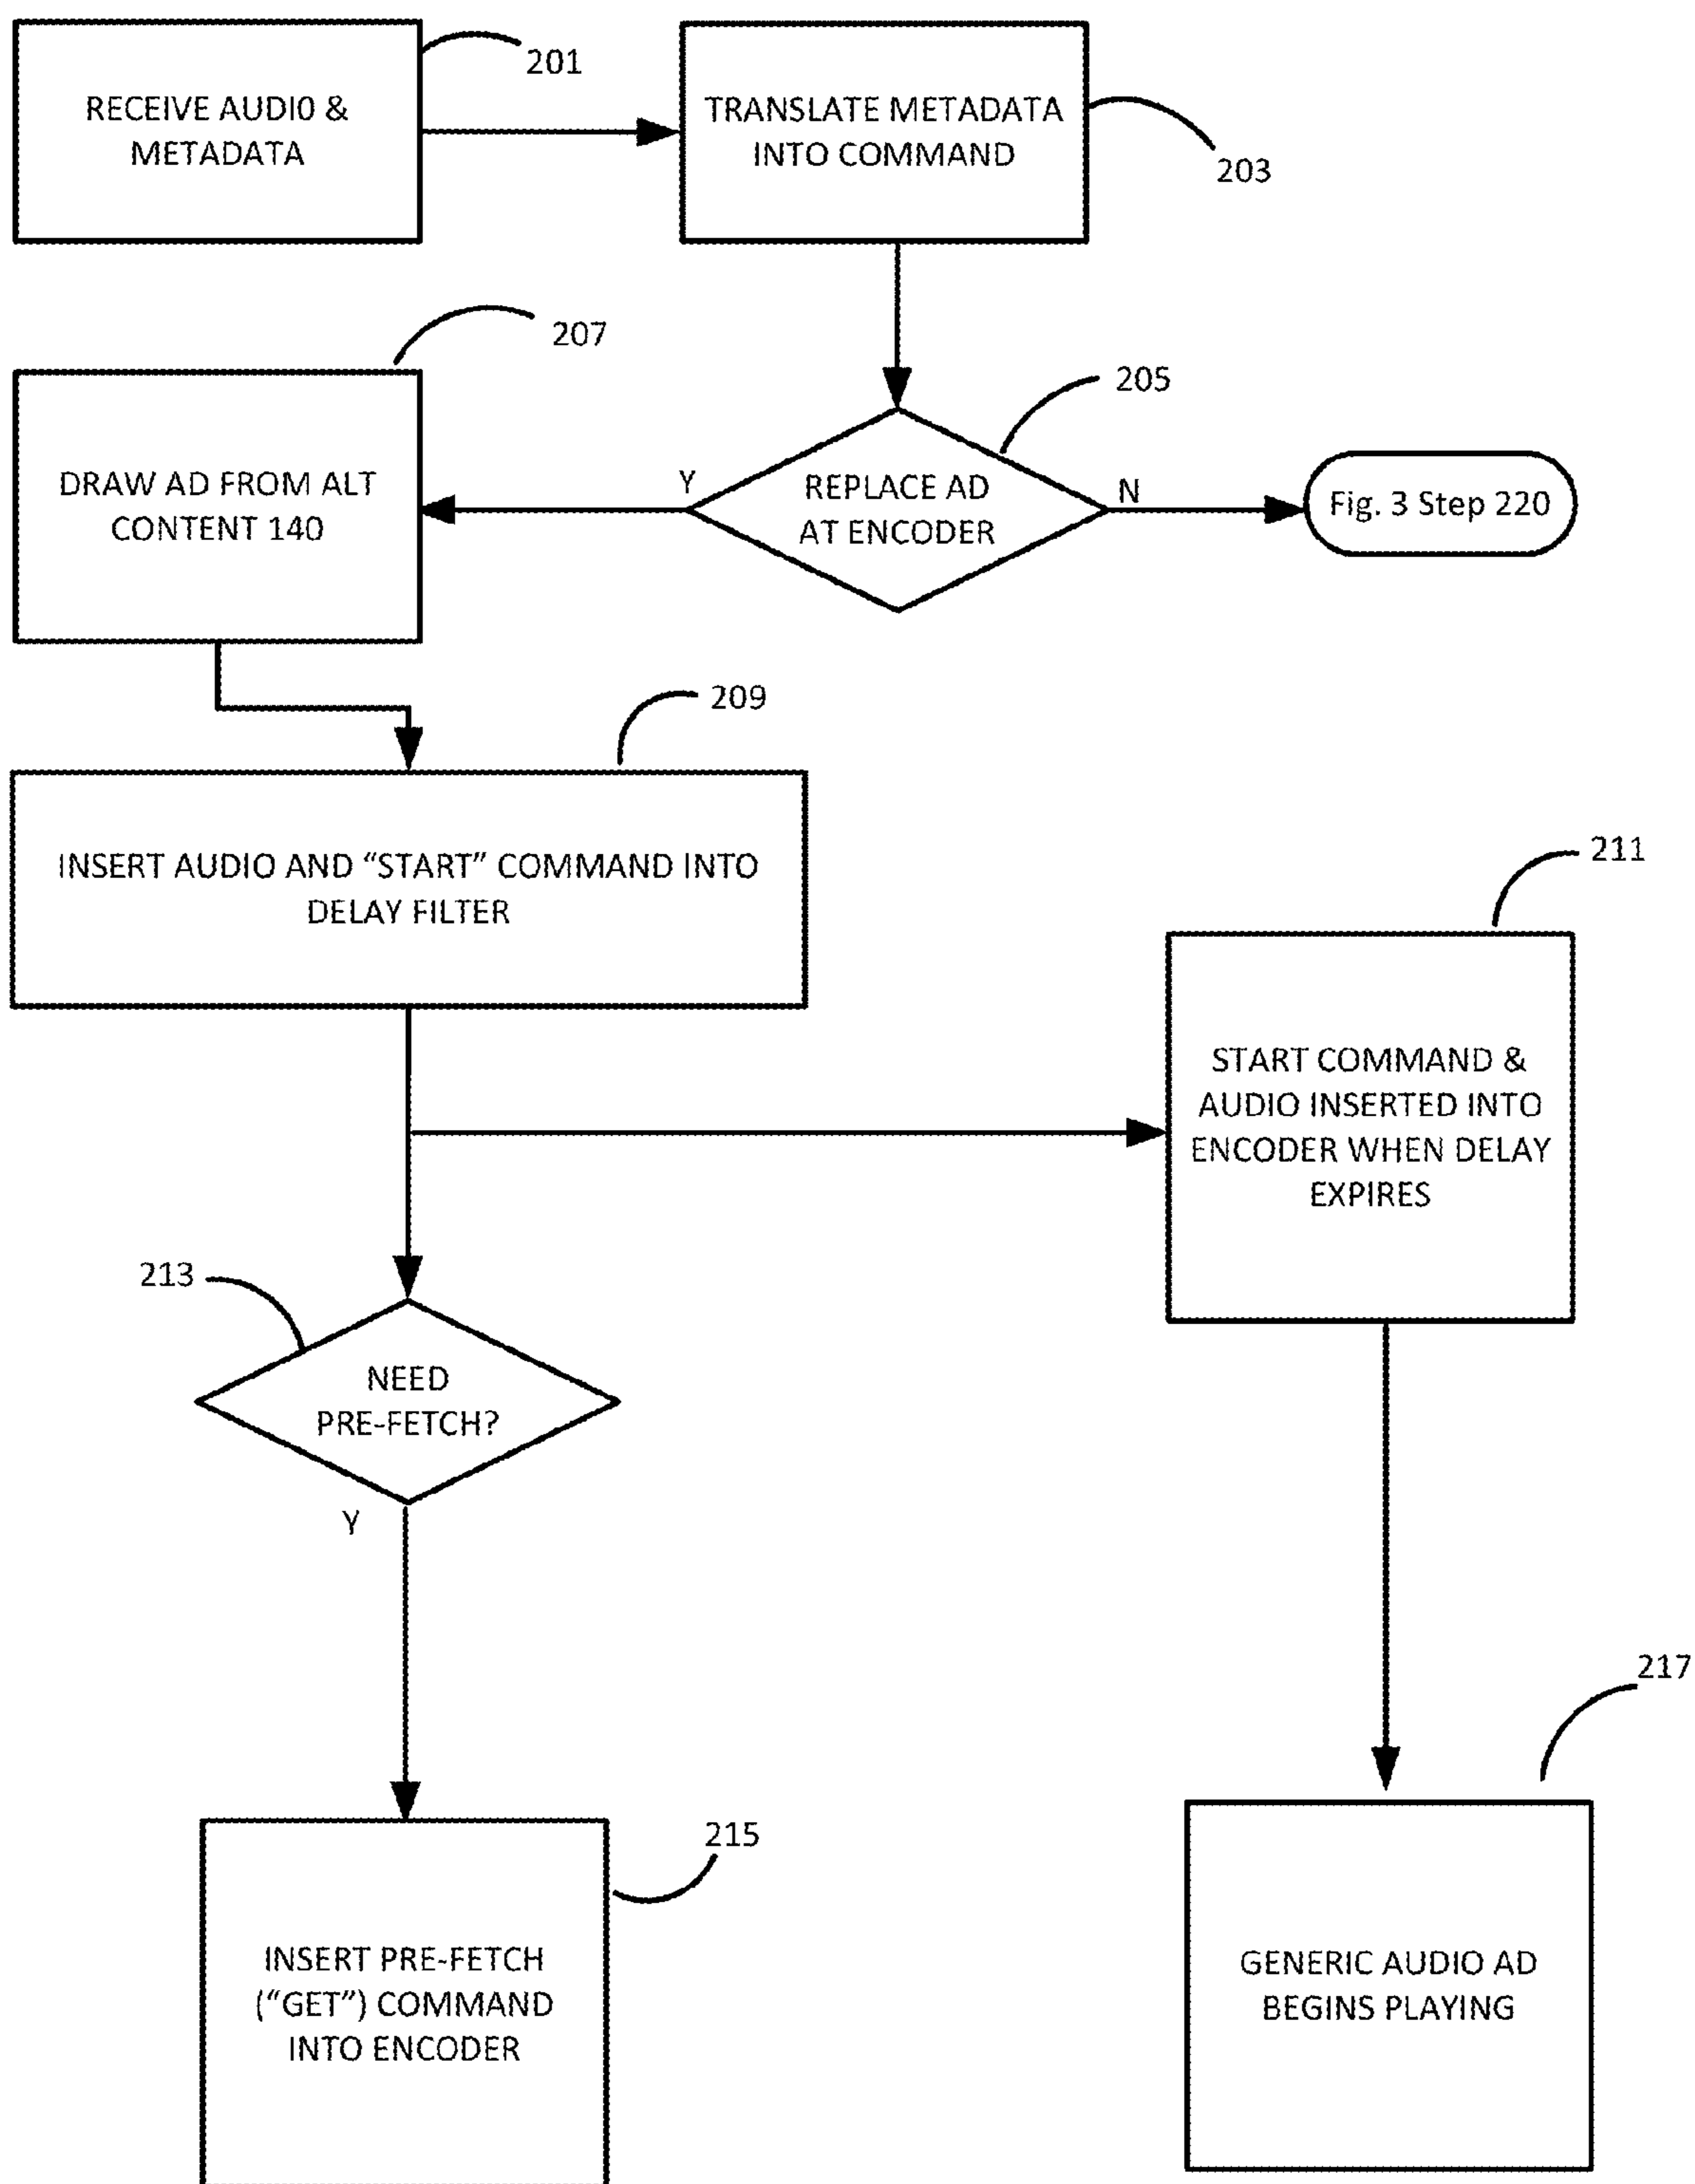 RECEIVE AUDIO &
METADATA
201
TRANSLATE METADATA
INTO COMMAND
203
207
DRAW AD FROM ALT
CONTENT 140
Y
REPLACE AD
AT ENCODER
205
N
Fig. 3 Step 220
209
INSERT AUDIO AND “START” COMMAND INTO
DELAY FILTER
211
START COMMAND &
AUDIO INSERTED INTO
ENCODER WHEN DELAY
EXPIRES
213
NEED
PRE-FETCH?
Y
217
215
INSERT PRE-FETCH
(“GET”) COMMAND
INTO ENCODER
GENERIC AUDIO AD
BEGINS PLAYING